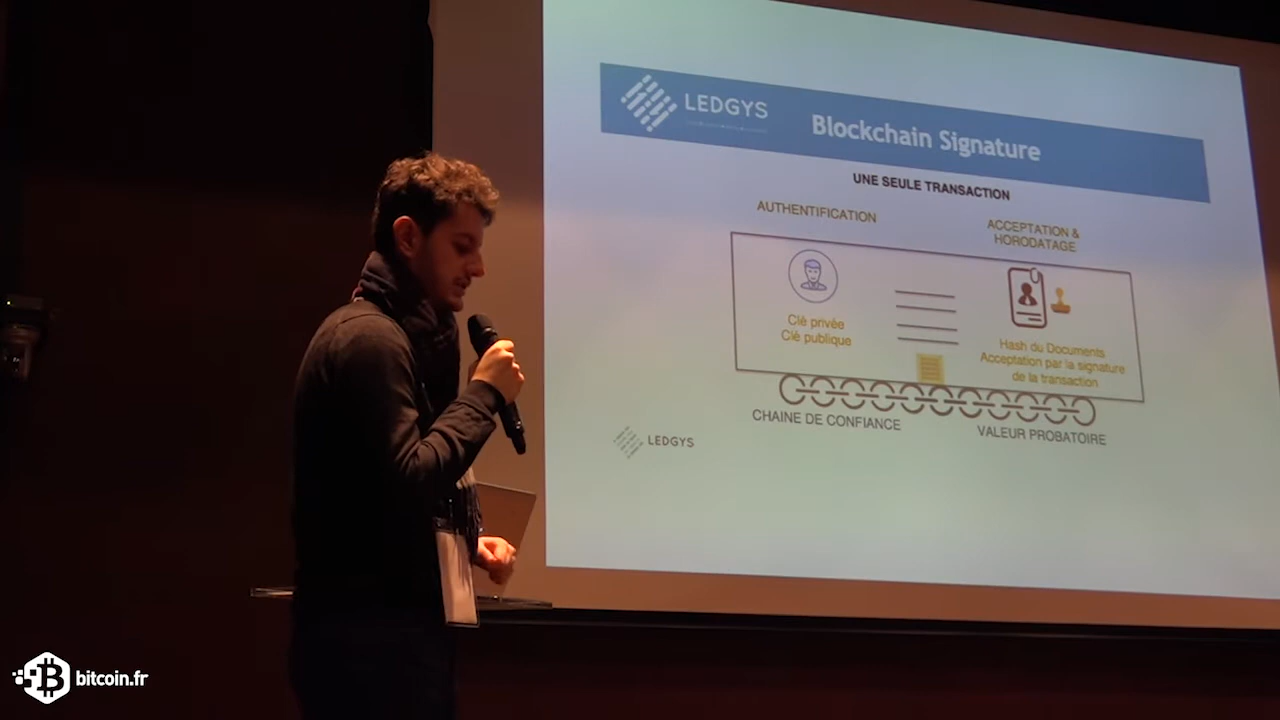 LEDGYS
Blockchain Signature
UNE SEULE TRANSACTION
AUTHENTIFICATION
ACCEPTATION &
HORODATAGE
Clé privée
Clé publique
Hash du Documents
Acceptation par la signature
de la transaction
CHAINE DE CONFIANCE
VALEUR PROBATOIRE
LEDGYS
bitcoin.fr